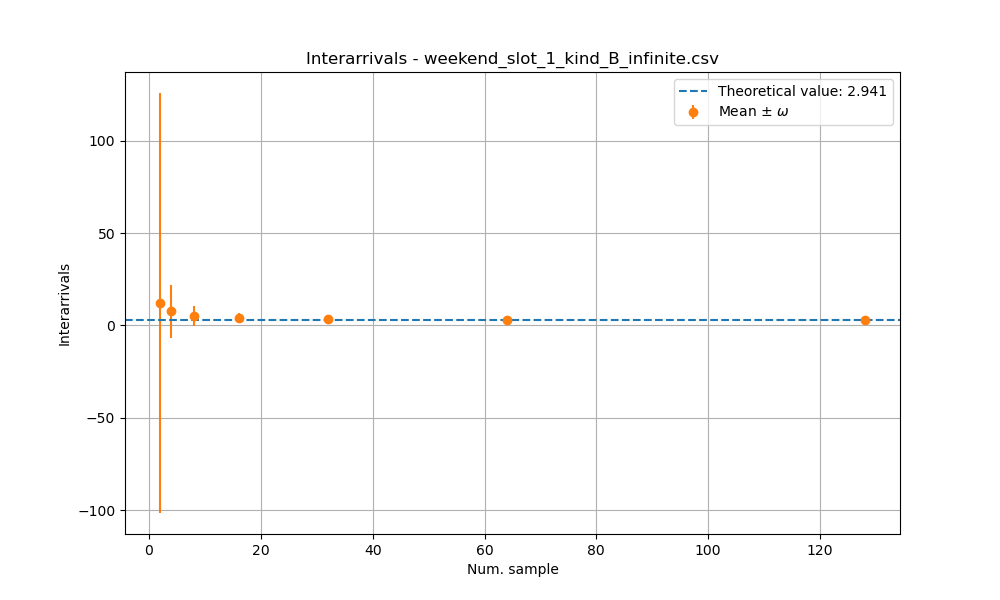 Interarrivals - weekend_slot_1_kind_B_infinite.csv
Theoretical value: 2.941
Mean ± ω
Interarrivals
100
50
0
−50
−100
0 20 40 60 80 100 120
Num. sample